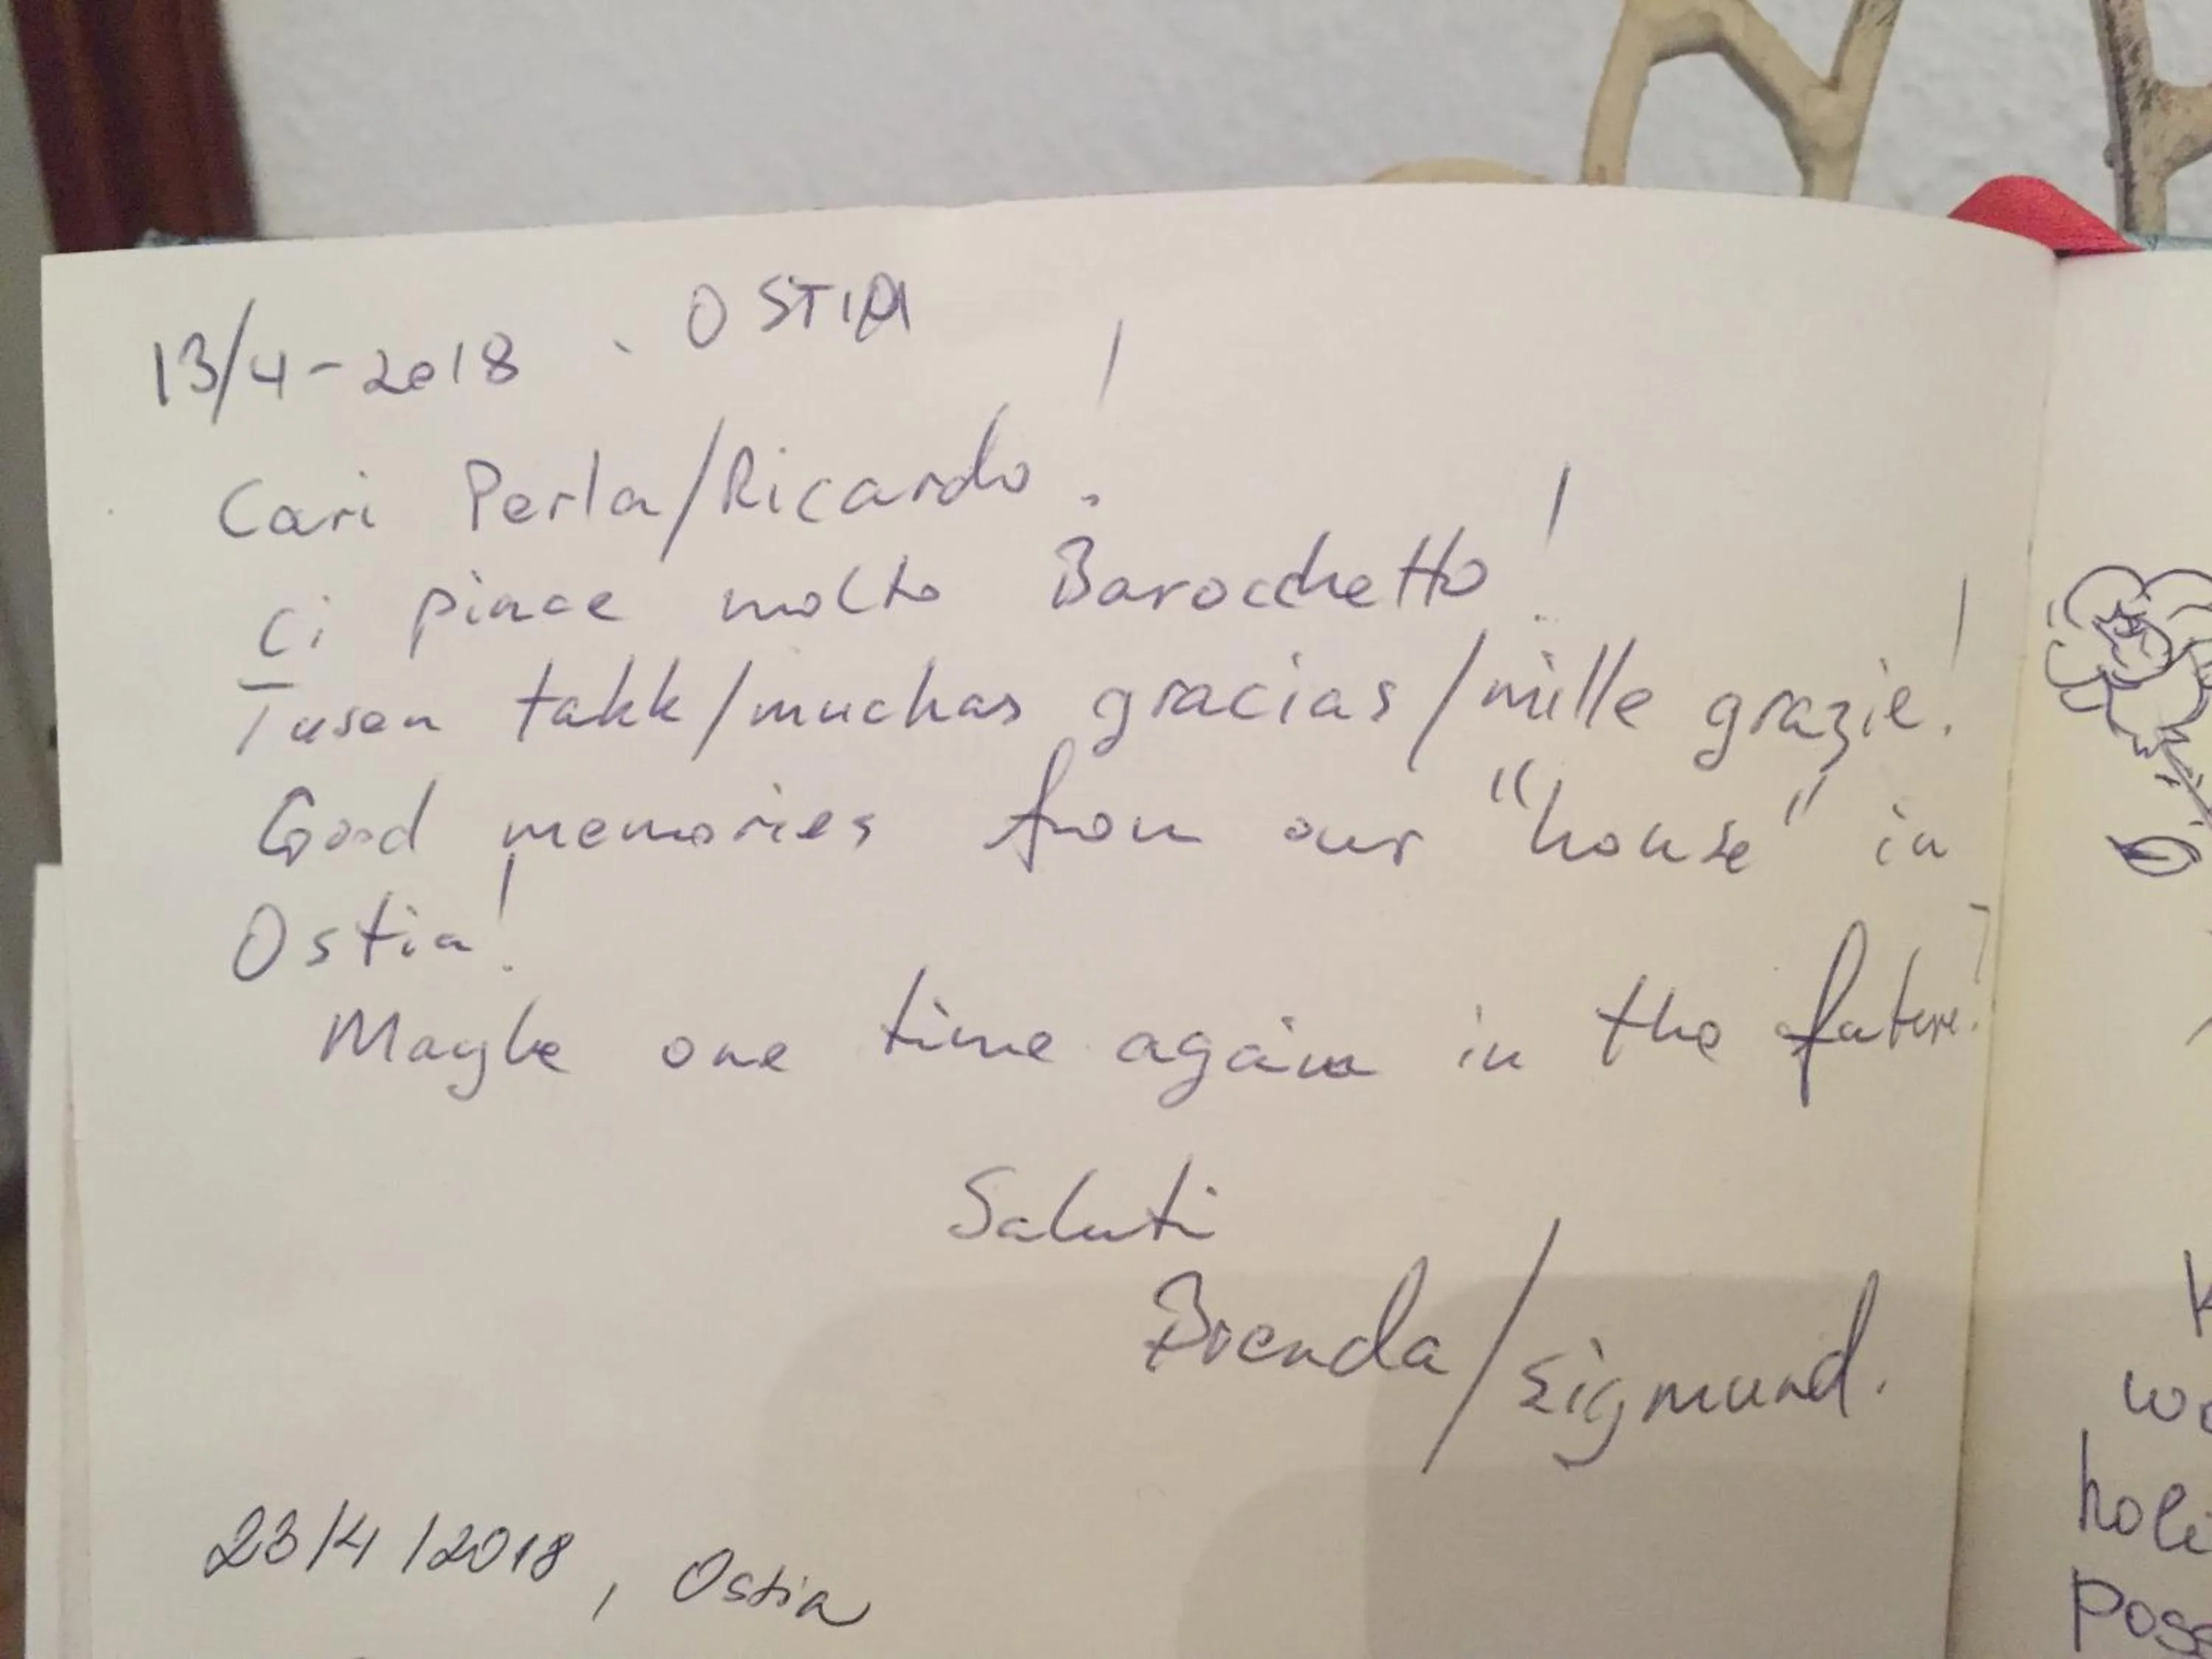 13/4-2018 . OSTIA
Cari Perla/Ricardo!
Ci piace molto Barocchetto!
Tusen takk/muchas gracias/mille grazie!
Good memories from our "house" in
Ostia!
Maybe one time again in the future?
Saluti
Brenda/Sigmund.
23/4/2018, Ostia